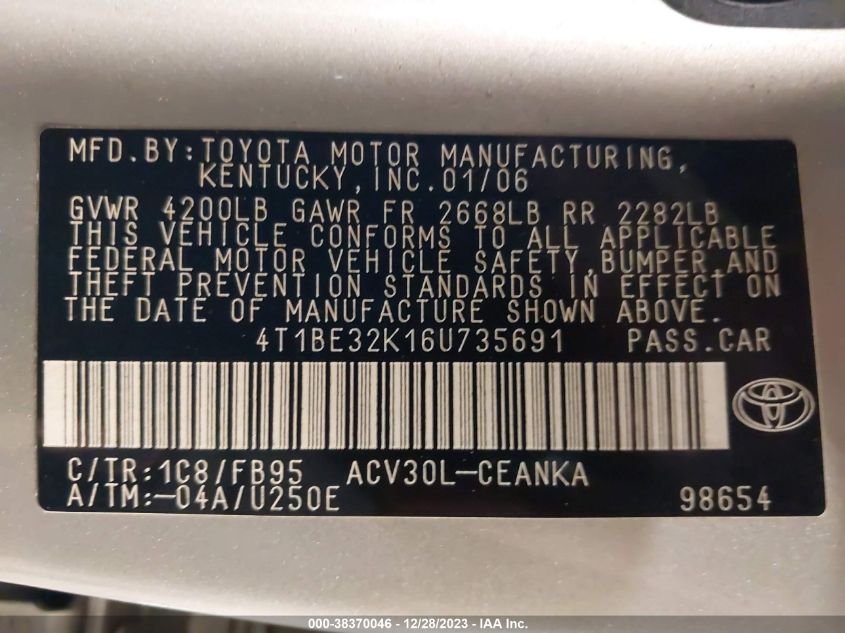 MFD.BY:TOYOTA MOTOR MANUFACTURING,
KENTUCKY,INC.01/06
GVWR 4200LB GAWR FR 2668LB RR 2282LB
THIS VEHICLE CONFORMS TO ALL APPLICABLE
FEDERAL MOTOR VEHICLE SAFETY,BUMPER,AND
THEFT PREVENTION STANDARDS IN EFFECT ON
THE DATE OF MANUFACTURE SHOWN ABOVE.
4T1BE32K16U735691 PASS.CAR
C/TR:1C8/FB95 ACV30L-CEANKA
A/TM:-04A/U250E 98654
000-38370046 - 12/28/2023 - IAA Inc.